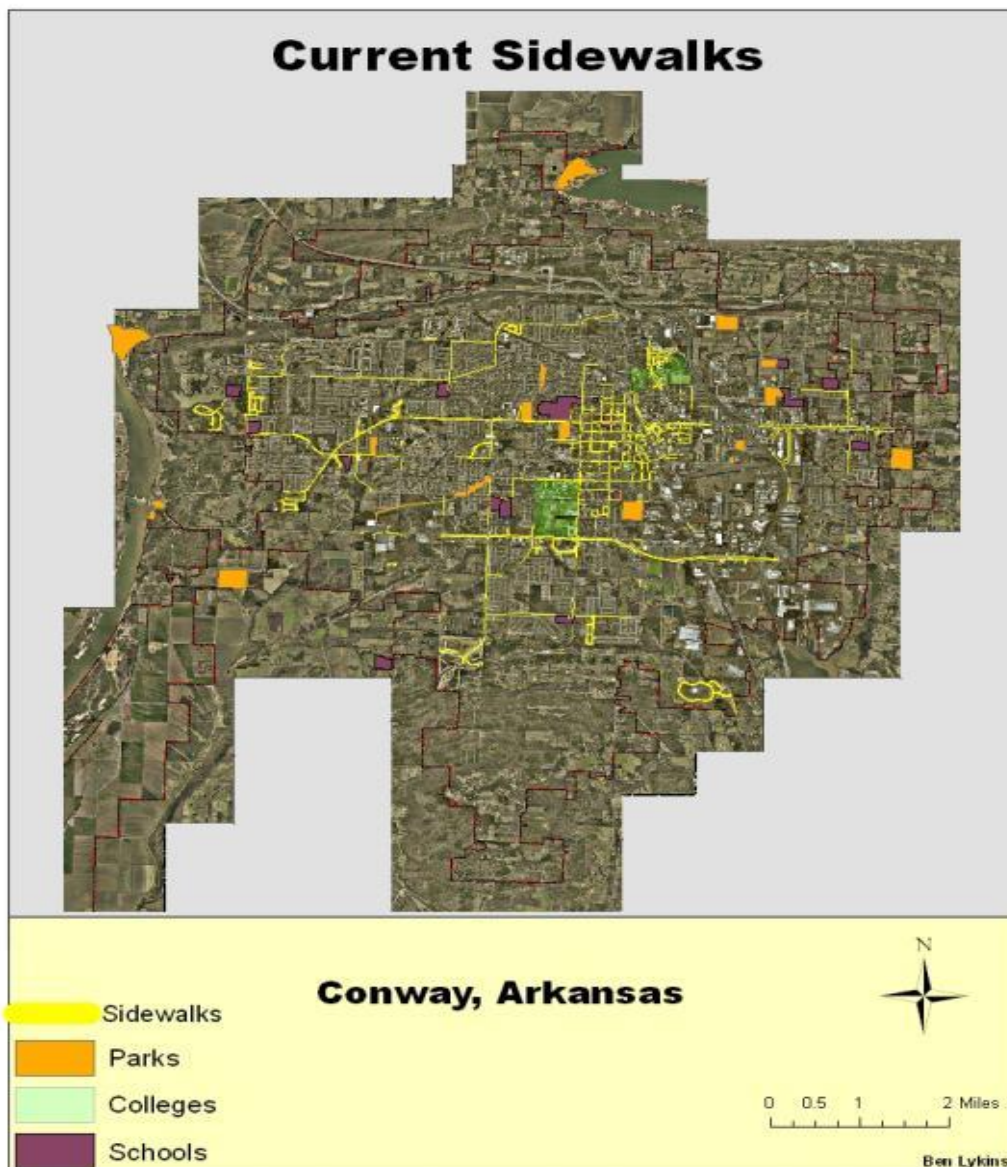 Current Sidewalks
Conway, Arkansas
N
Sidewalks
Parks
Colleges
Schools
0 0.5 1 2 Miles
Ben Lykins